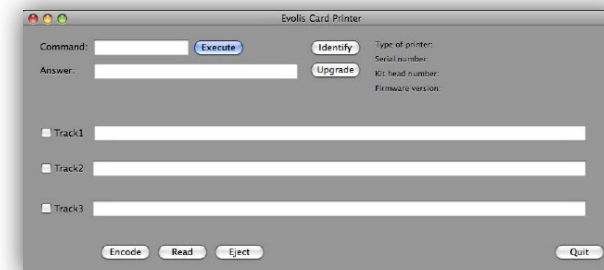 Evolis Card Printer
Command: Execute Identify Type of printer:
Serial number:
Answer: Upgrade Kit head number:
Firmware version:
Track1
Track2
Track3
Encode Read Eject Quit